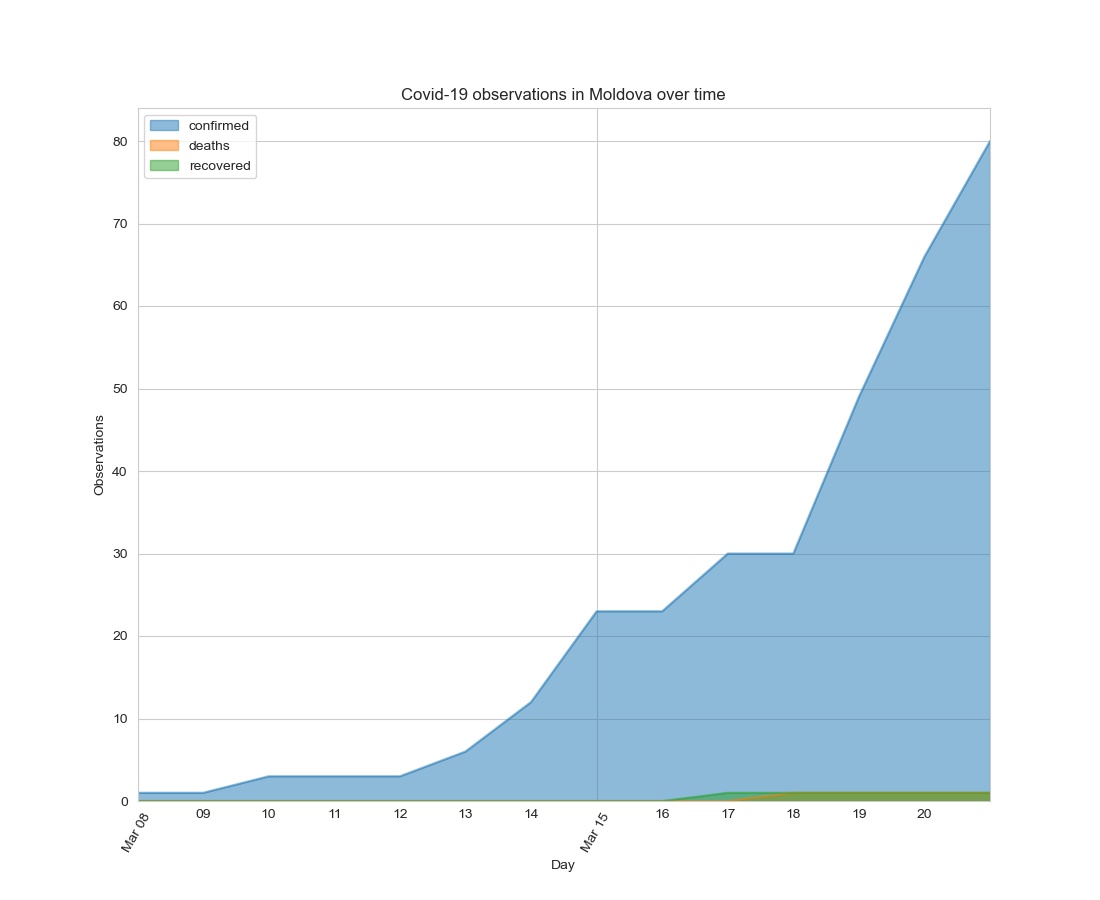 Covid-19 observations in Moldova over time
confirmed
deaths
recovered
80
70
60
50
40
30
20
10
0
Observations
Mar 08
09
10
11
12
13
14
Mar 15
16
17
18
19
20
Day